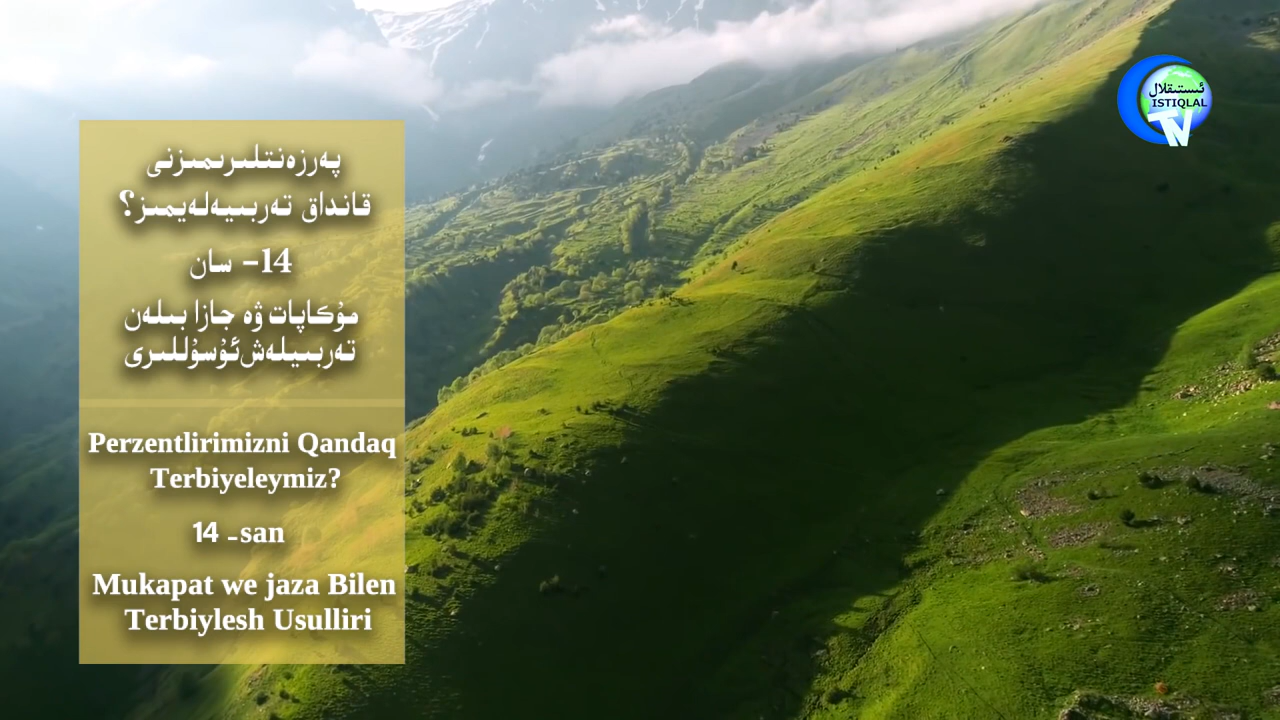 پەرزەنتلىرىمىزنى
قانداق تەربىيەلەيمىز؟
14- سان
مۇكاپات ۋە جازا بىلەن
تەربىيلەش ئۇسۇللىرى
Perzentlirimizni Qandaq
Terbiyeleymiz?
14 -san
Mukapat we jaza Bilen
Terbiylesh Usulliri
ئىستىقلال
ISTIQLAL
TV